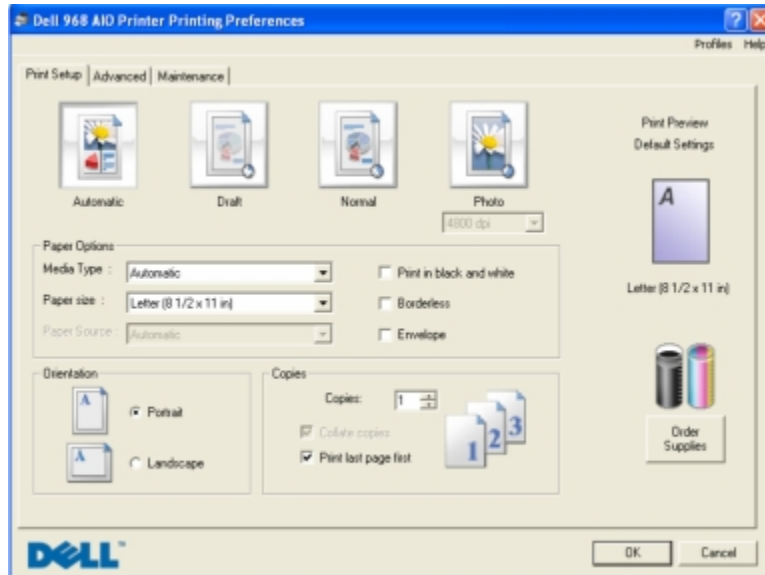 Dell 968 AIO Printer Printing Preferences
Profiles Help
Print Setup Advanced Maintenance
Automatic
Draft
Normal
Photo
4800 dpi
Print Preview
Default Settings
A
Letter (8 1/2 x 11 in)
Paper Options
Media Type : Automatic
Print in black and white
Paper size : Letter (8 1/2 x 11 in)
Borderless
Paper Source : Automatic
Envelope
Orientation
A
Portrait
A
Landscape
Copies
Copies: 1
Collate copies
Print last page first
1 2 3
Order
Supplies
DELL™
OK
Cancel